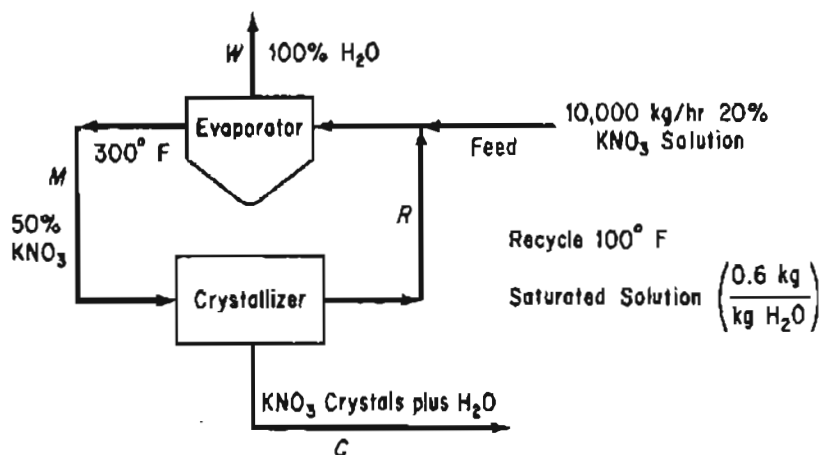 W 100% H₂O
Evaporator
10,000 kg/hr 20%
KNO₃ Solution
Feed
300° F
M
50%
KNO₃
R
Recycle 100° F
Saturated Solution (0.6 kg / kg H₂O)
Crystallizer
KNO₃ Crystals plus H₂O
C